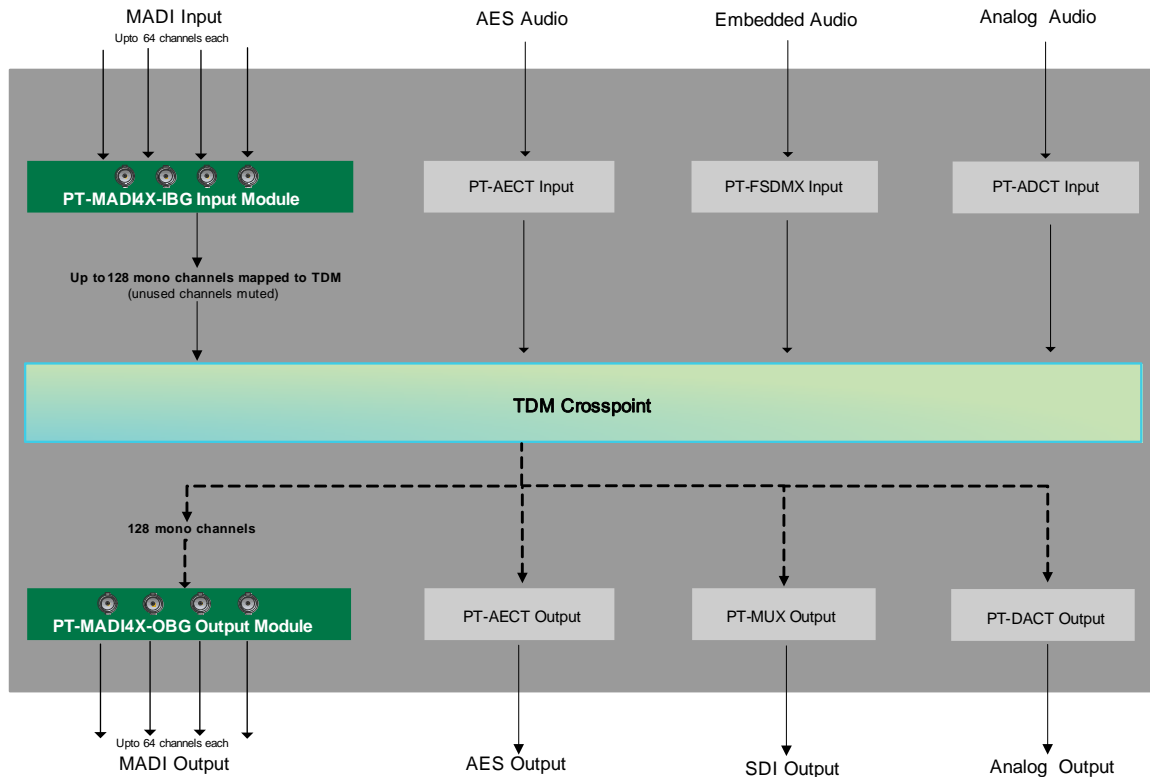 MADI Input
Upto 64 channels each
AES Audio
Embedded Audio
Analog Audio
PT-MADI4X-IBG Input Module
PT-AECT Input
PT-FSDMX Input
PT-ADCT Input
Up to 128 mono channels mapped to TDM
(unused channels muted)
TDM Crosspoint
128 mono channels
PT-MADI4X-OBG Output Module
PT-AECT Output
PT-MUX Output
PT-DACT Output
Upto 64 channels each
MADI Output
AES Output
SDI Output
Analog Output